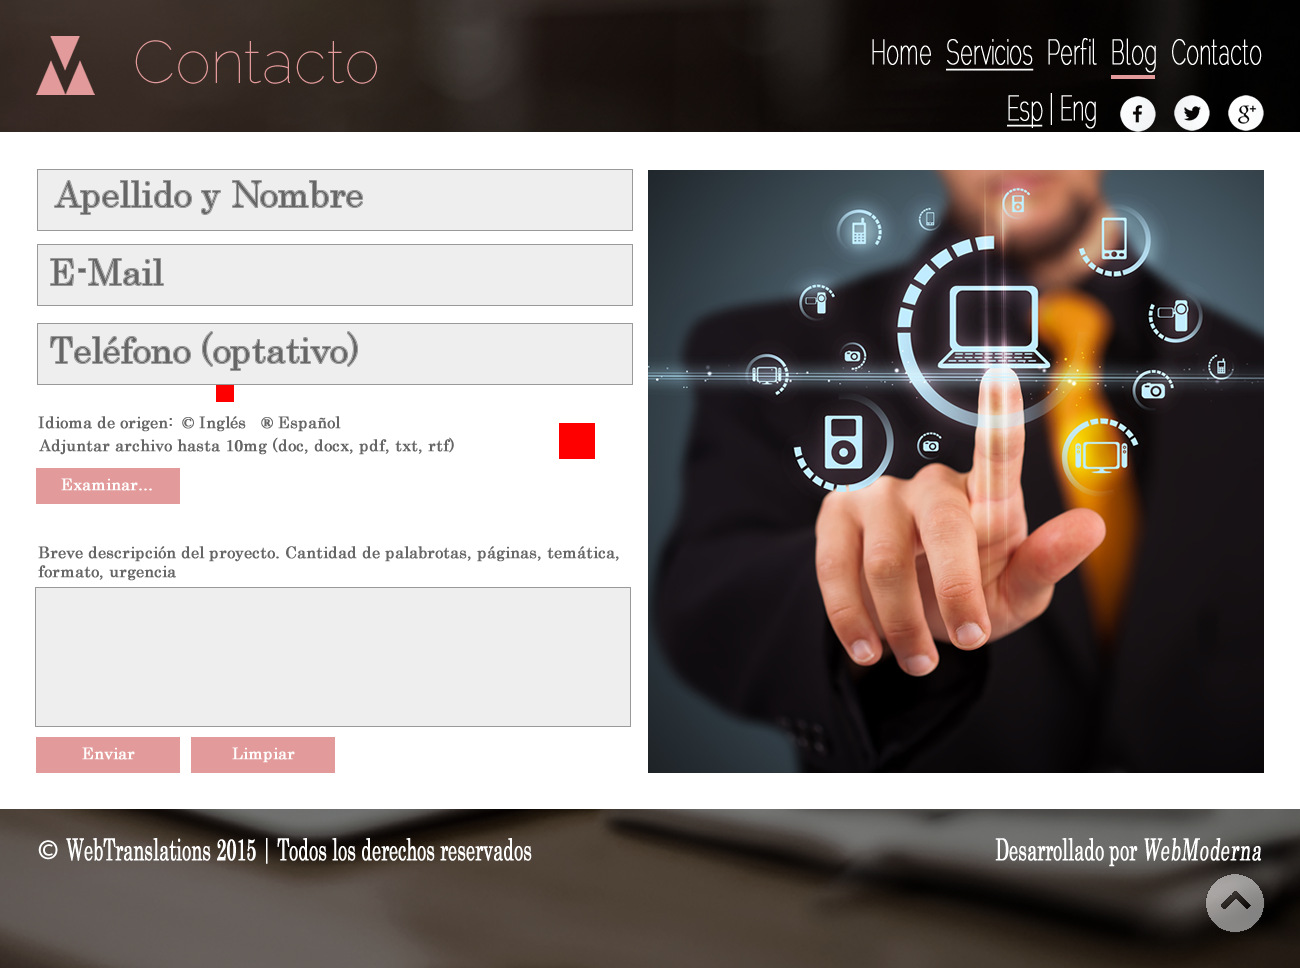 Contacto
Home Servicios Perfil Blog Contacto
Esp | Eng
Apellido y Nombre
E-Mail
Teléfono (optativo)
Idioma de origen: © Inglés ® Español
Adjuntar archivo hasta 10mg (doc, docx, pdf, txt, rtf)
Examinar...
Breve descripción del proyecto. Cantidad de palabrotas, páginas, temática,
formato, urgencia
Enviar Limpiar
© WebTranslations 2015 | Todos los derechos reservados
Desarrollado por WebModerna